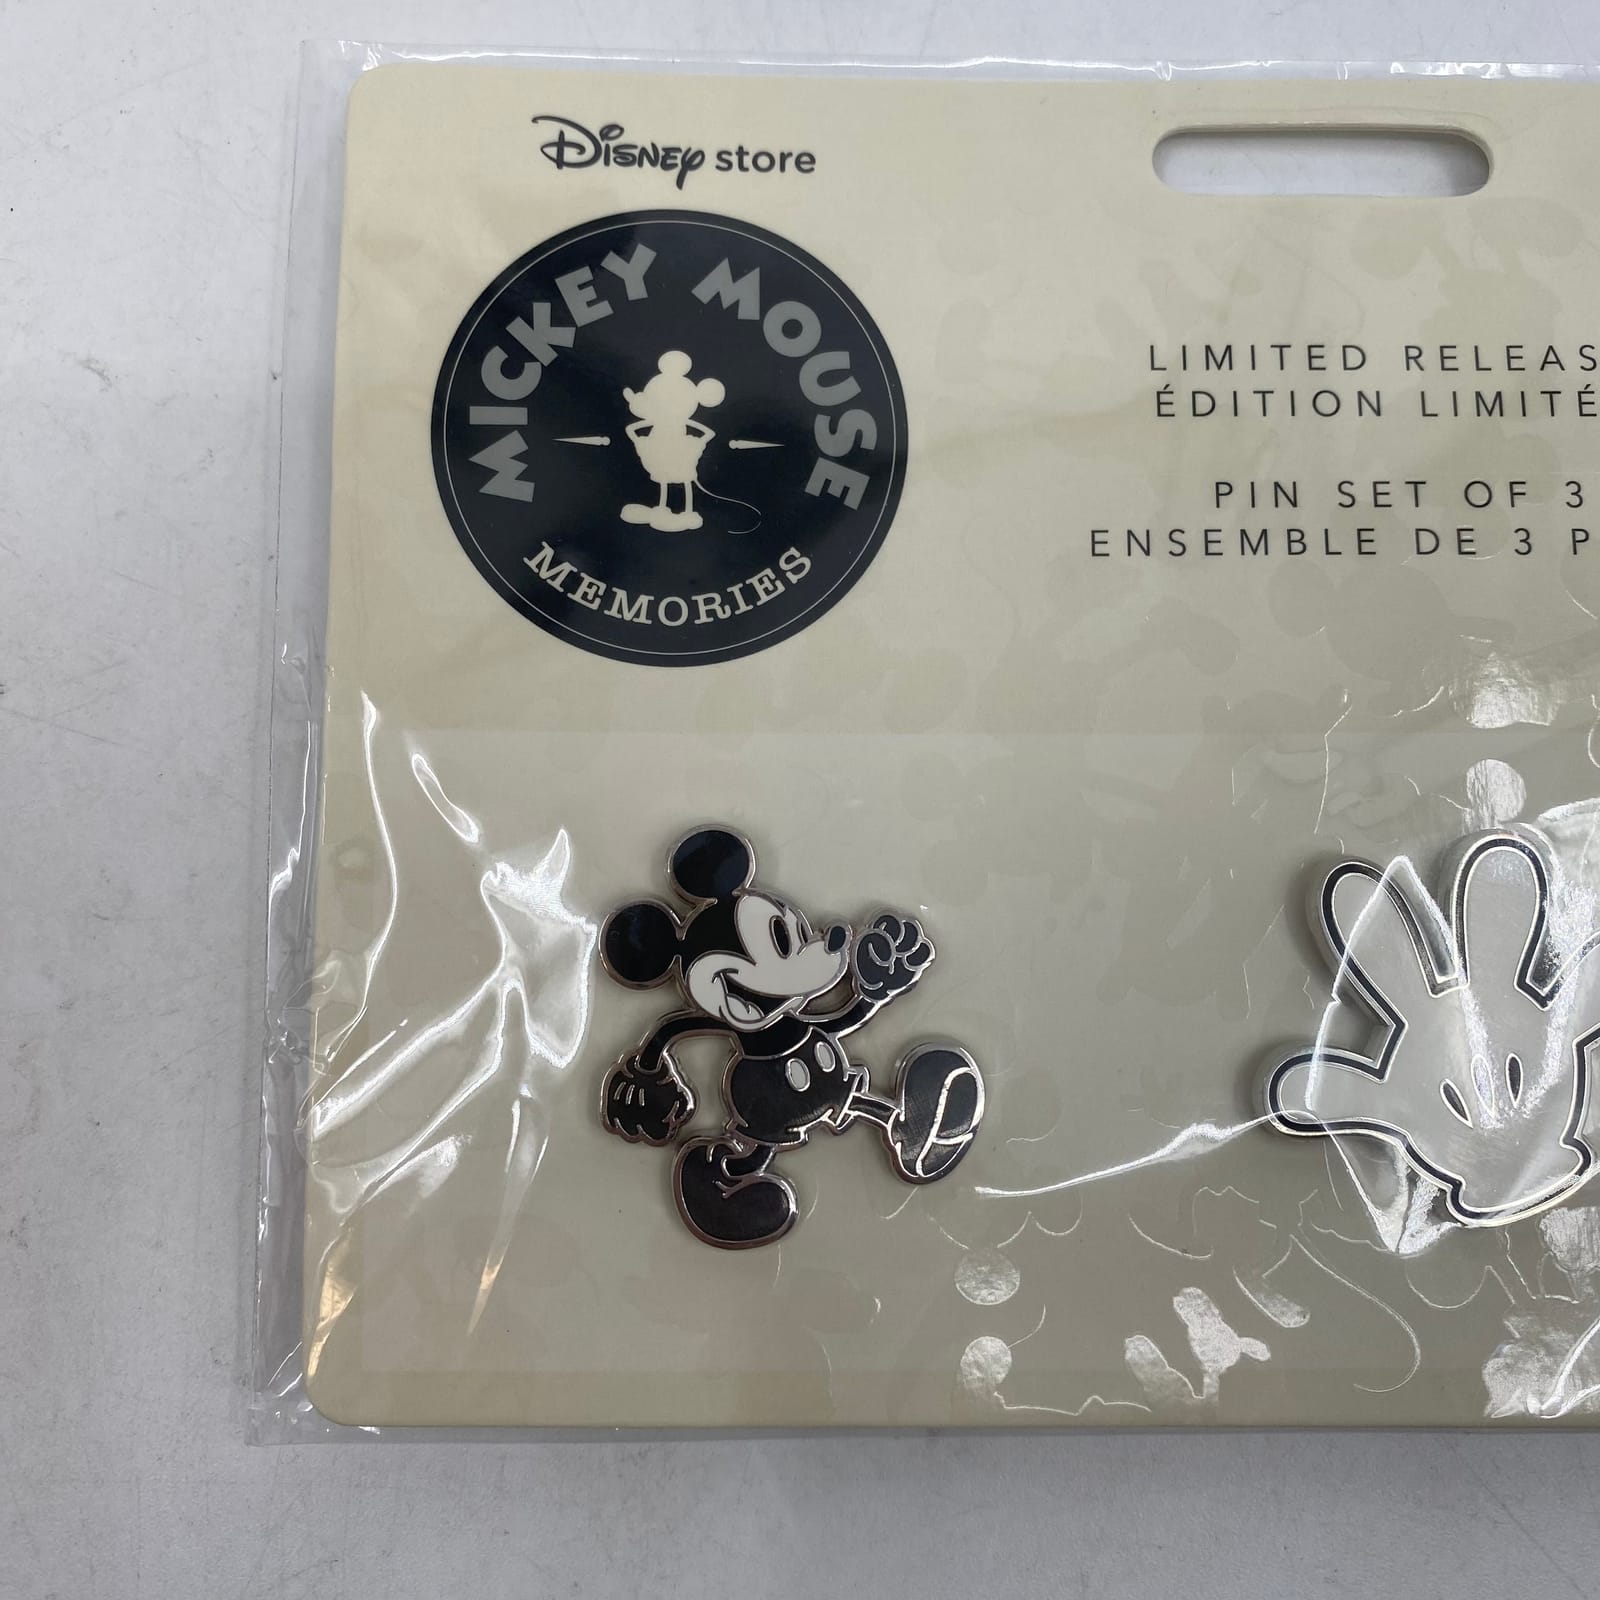 Disney store
MICKEY MOUSE
MEMORIES
LIMITED RELEAS
ÉDITION LIMITÉ
PIN SET OF 3
ENSEMBLE DE 3 P